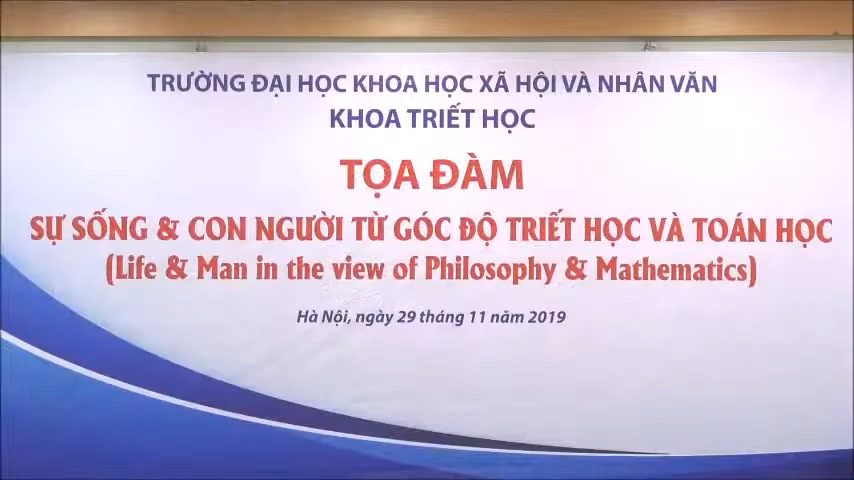 TRƯỜNG ĐẠI HỌC KHOA HỌC XÃ HỘI VÀ NHÂN VĂN
KHOA TRIẾT HỌC
TỌA ĐÀM
SỰ SỐNG & CON NGƯỜI TỪ GÓC ĐỘ TRIẾT HỌC VÀ TOÁN HỌC
(Life & Man in the view of Philosophy & Mathematics)
Hà Nội, ngày 29 tháng 11 năm 2019